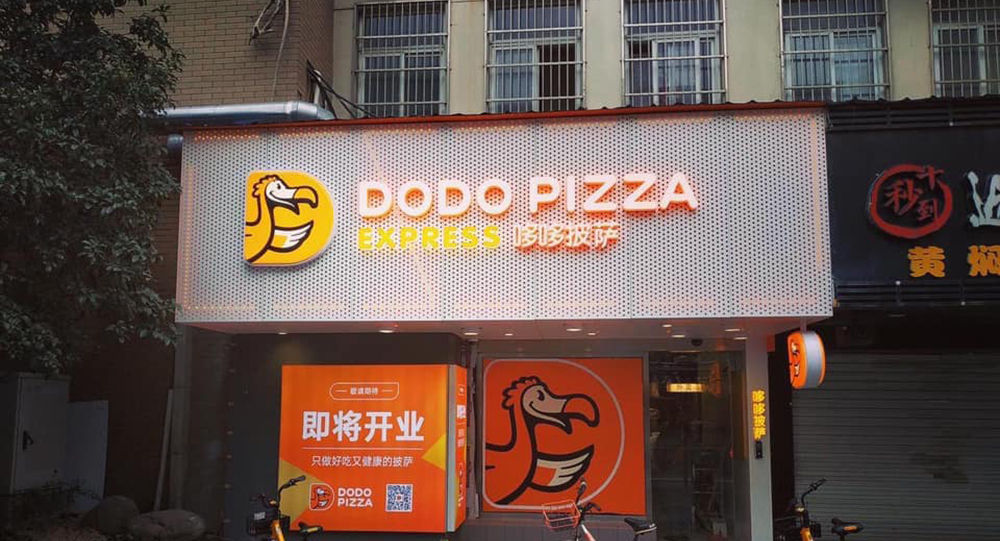 DODO PIZZA
EXPRESS 哆哆披萨
秒
十
到
黄焖
敬请期待
即将开业
只做好吃又健康的披萨
DODO
PIZZA
哆哆披萨